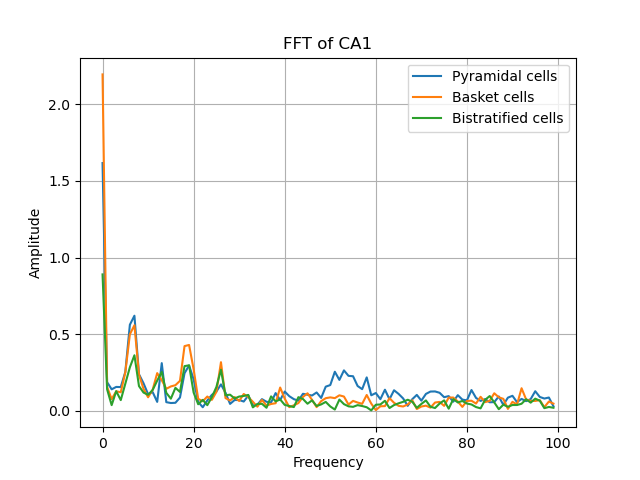 FFT of CA1
Pyramidal cells
Basket cells
Bistratified cells
2.0
1.5
1.0
0.5
0.0
Amplitude
0
20
40
60
80
100
Frequency